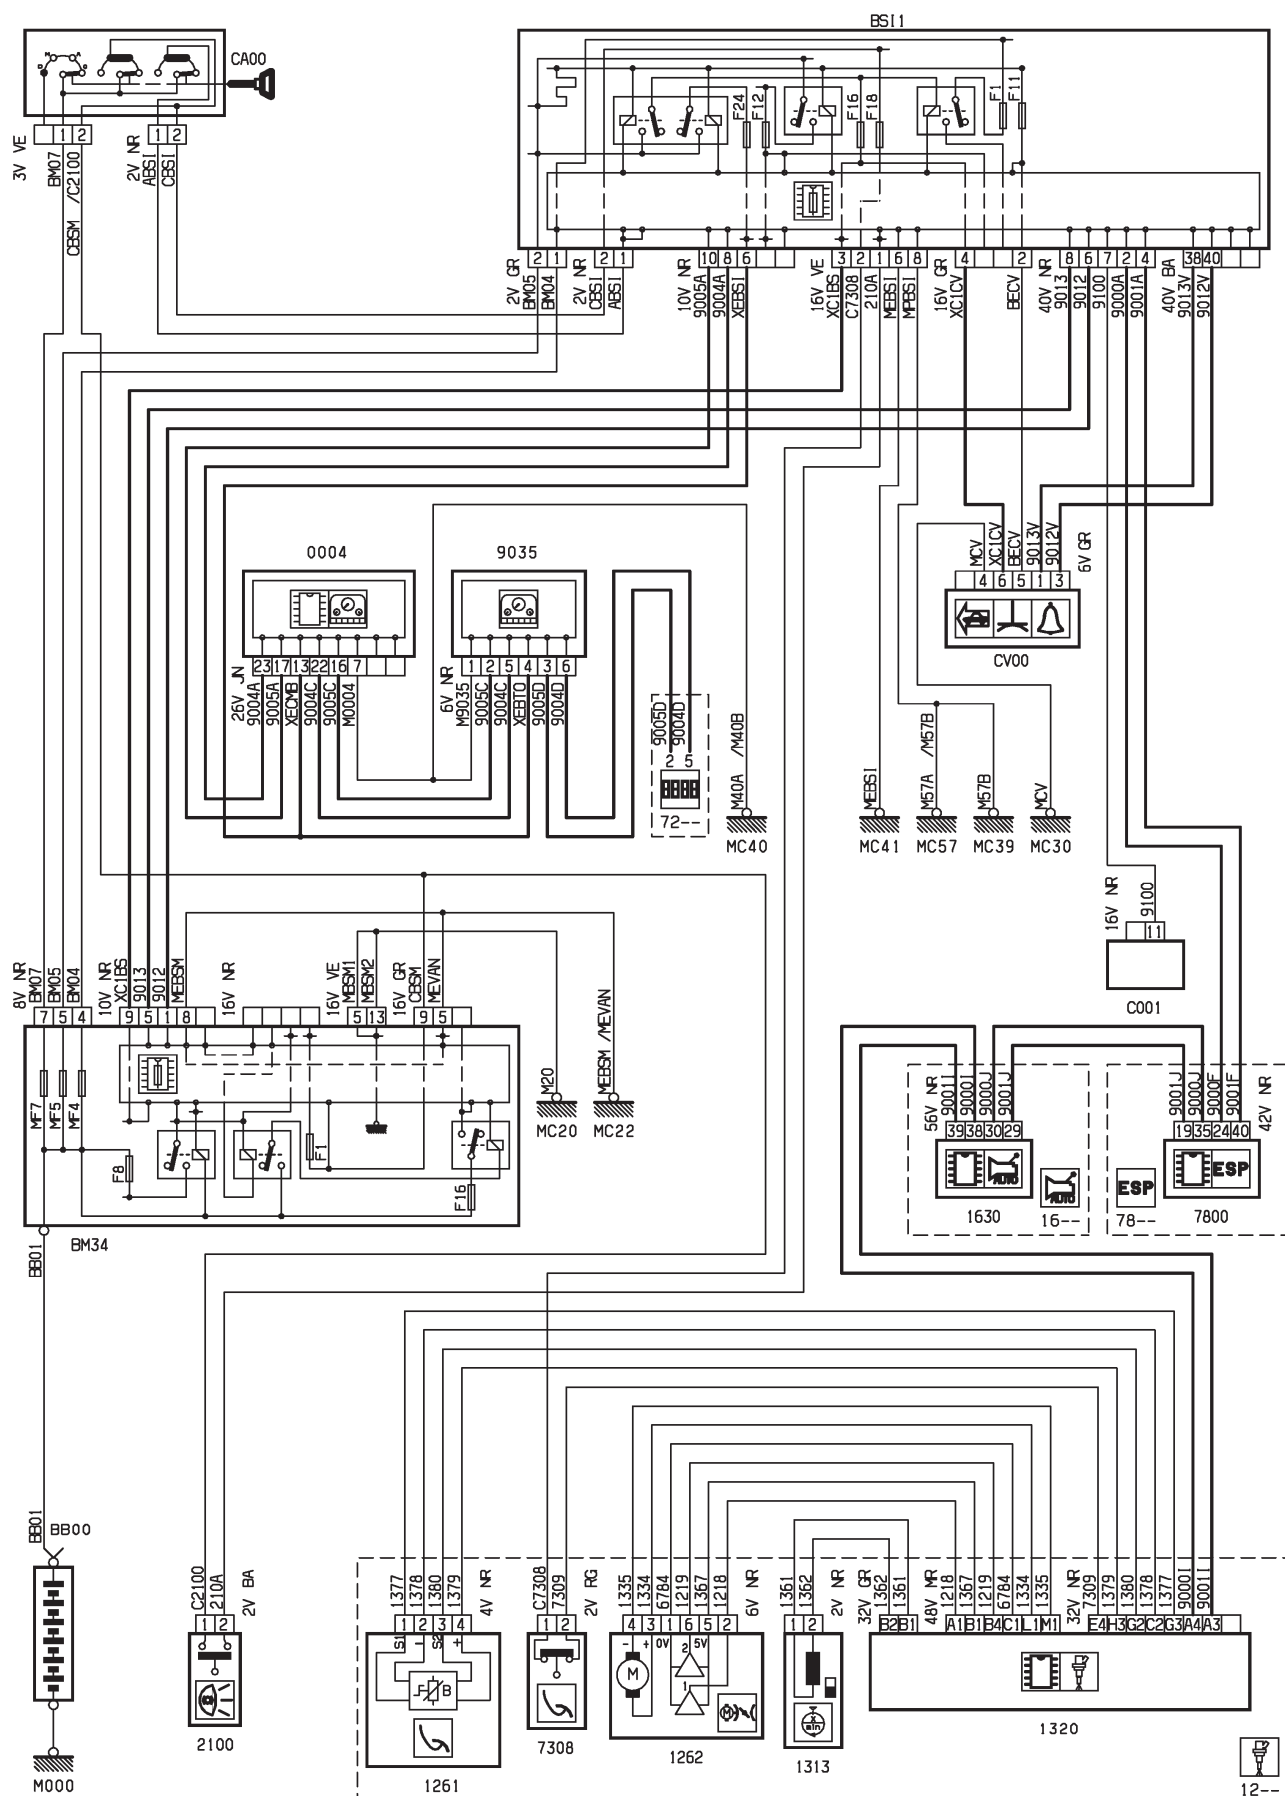 BSI1
CA00
M A
D D
3V VE
BM07
CBSM /C2100
2V NR
ABSI
CBSI
1 2
1 2
F24
F12
F16
F18
F1
F11
2 1
2 1
10 8 6
3 2 1 6 8
4
2
8 6 7 2 4
38 40
2V GR
BM05
BM04
2V NR
CBSI
ABSI
10V NR
9005A
9004A
XEBSI
16V VE
XC1BS
C7308
210A
MEBSI
MPBSI
16V GR
XC1CV
BECV
40V NR
9013
9012
9100
9000A
9001A
40V BA
9013V
9012V
0004
9035
23 17 13 22 16 7
26V JN
9004A
9005A
XECMB
9004C
9005C
M0004
1 2 5 4 3 6
6V NR
M9035
9005C
9004C
XEBTO
9005D
9004D
9005D
9004D
2 5
72--
M40A /M40B
MC40
MCV
XC1CV
BECV
9013V
9012V
6V GR
4 6 5 1 3
CV00
MEBSI
M57A /M57B
M57B
MCV
MC41
MC57
MC39
MC30
16V NR
9100
11
C001
8V NR
BM07
BM05
BM04
10V NR
XC1BS
9013
9012
MEBSM
16V NR
16V VE
MBSM1
MBSM2
16V GR
CBSM
MEVAN
7 5 4
9 5 1 8
5 13
9 5
MF7
MF5
MF4
F8
F1
F16
BM34
M20
MC20
MEBSM /MEVAN
MC22
56V NR
9001I
9000I
9000J
9001J
39 38 30 29
AUTO
1630
AUTO
16--
9001J
9000J
9000F
9001F
42V NR
19 35 24 40
ESP
ESP
78--
7800
BB01
BB01
BB00
M000
C2100
210A
2V BA
1 2
2100
1377
1378
1380
1379
4V NR
1 2 3 4
S1 - S2 +
B
1261
C7308
7309
2V RG
1 2
7308
1335
1334
6784
1219
1367
1218
6V NR
4 3 1 6 5 2
- + 0V 5V
M
2
1
M
1262
1361
1362
2V NR
1 2
x
min
1313
32V GR
1362
1361
48V MR
1218
1367
1219
6784
1334
1335
32V NR
7309
1379
1380
1378
1377
9000I
9001I
B2 B1
A1 B1 B4 C1 L1 M1
E4 H3 G2 C2 G3 A4 A3
1320
12--